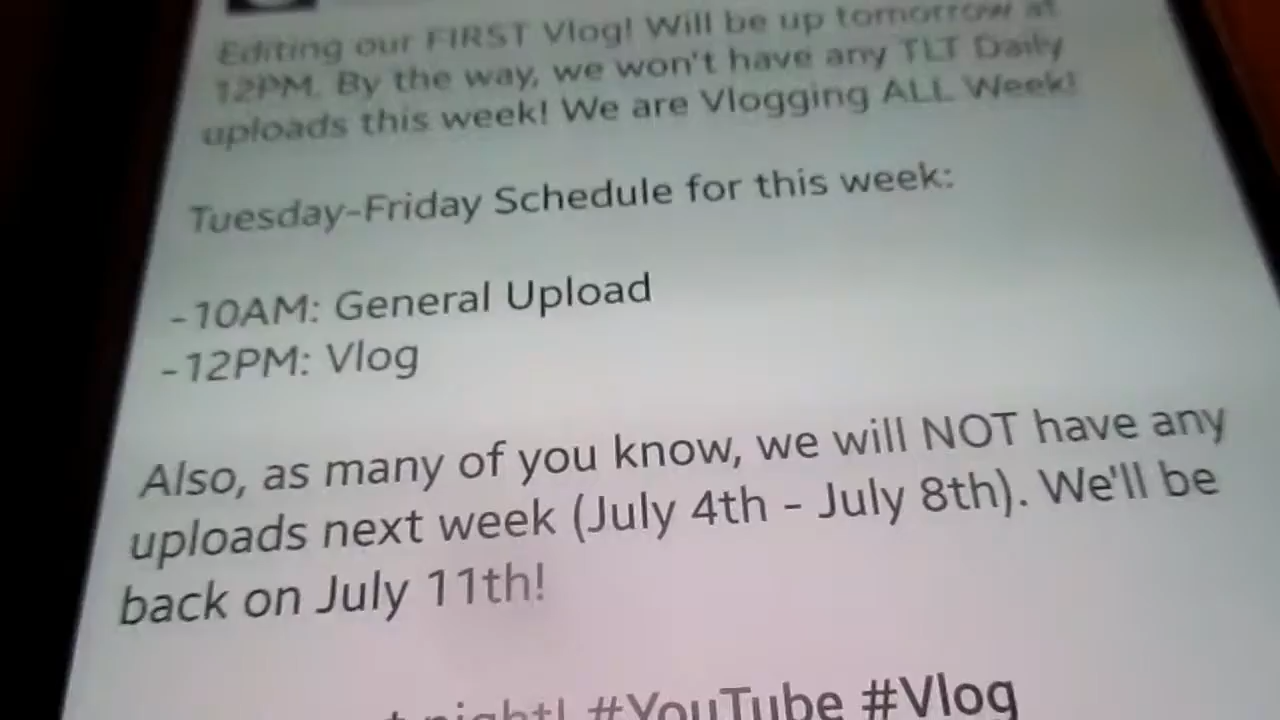 Editing our FIRST Vlog! Will be up tomorrow at
12PM. By the way, we won't have any TLT Daily
uploads this week! We are Vlogging ALL Week!
Tuesday-Friday Schedule for this week:
-10AM: General Upload
-12PM: Vlog
Also, as many of you know, we will NOT have any
uploads next week (July 4th - July 8th). We'll be
back on July 11th!
night! #YouTube #Vlog